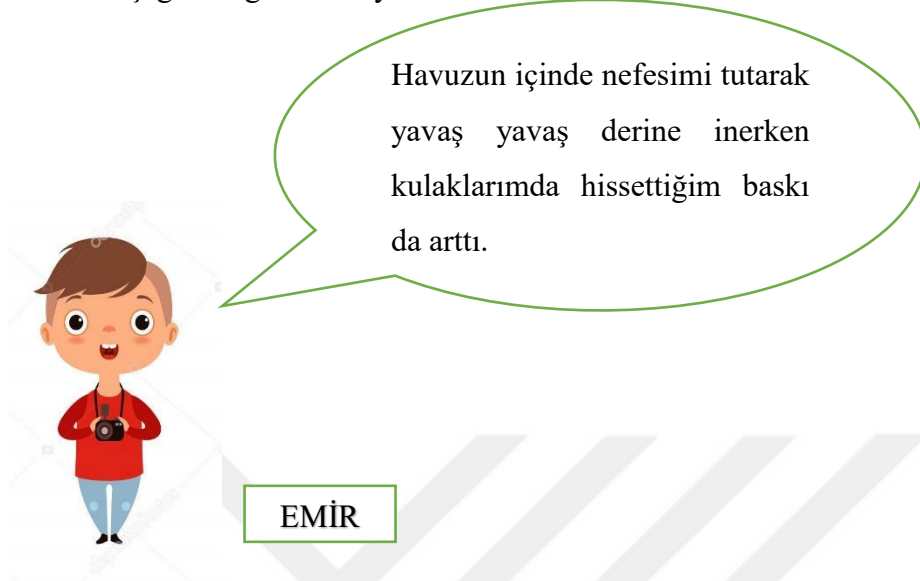 Havuzun içinde nefesimi tutarak
yavaş yavaş derine inerken
kulaklarımda hissettiğim baskı
da arttı.
EMİR